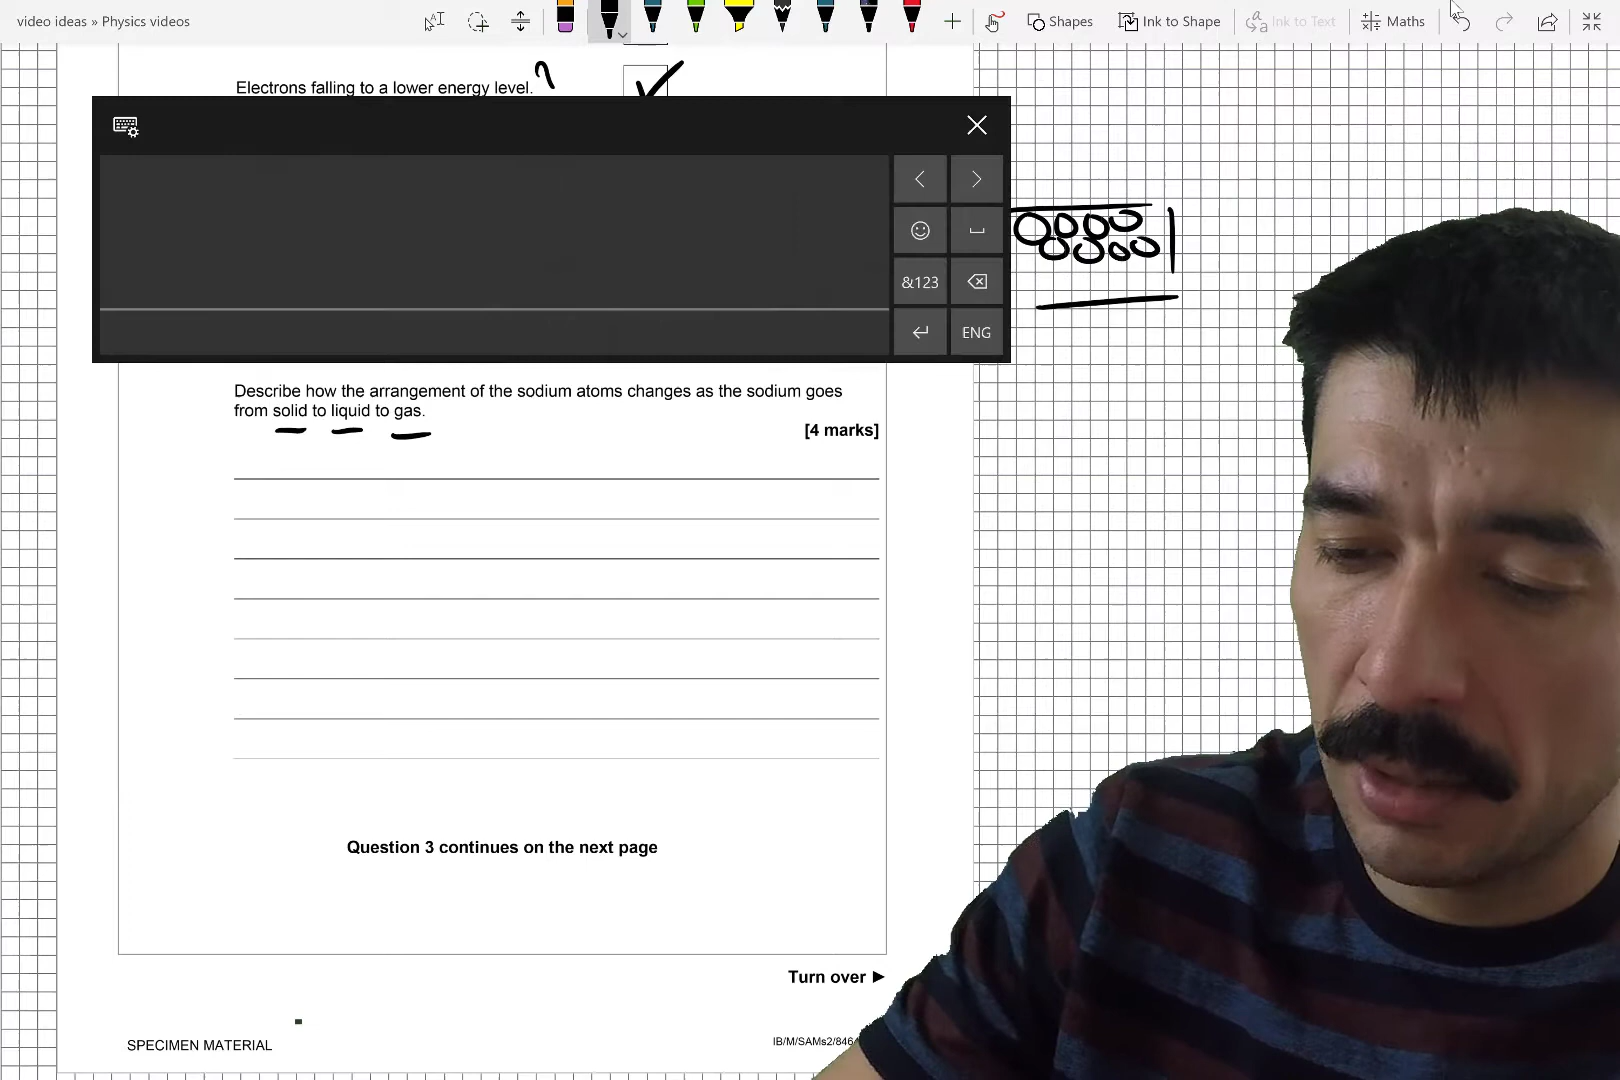 video ideas » Physics videos
Shapes
Ink to Shape
Ink to Text
Maths
Electrons falling to a lower energy level.
&123
ENG
Describe how the arrangement of the sodium atoms changes as the sodium goes
from solid to liquid to gas.
[4 marks]
Question 3 continues on the next page
Turn over ►
SPECIMEN MATERIAL
IB/M/SAMs2/846